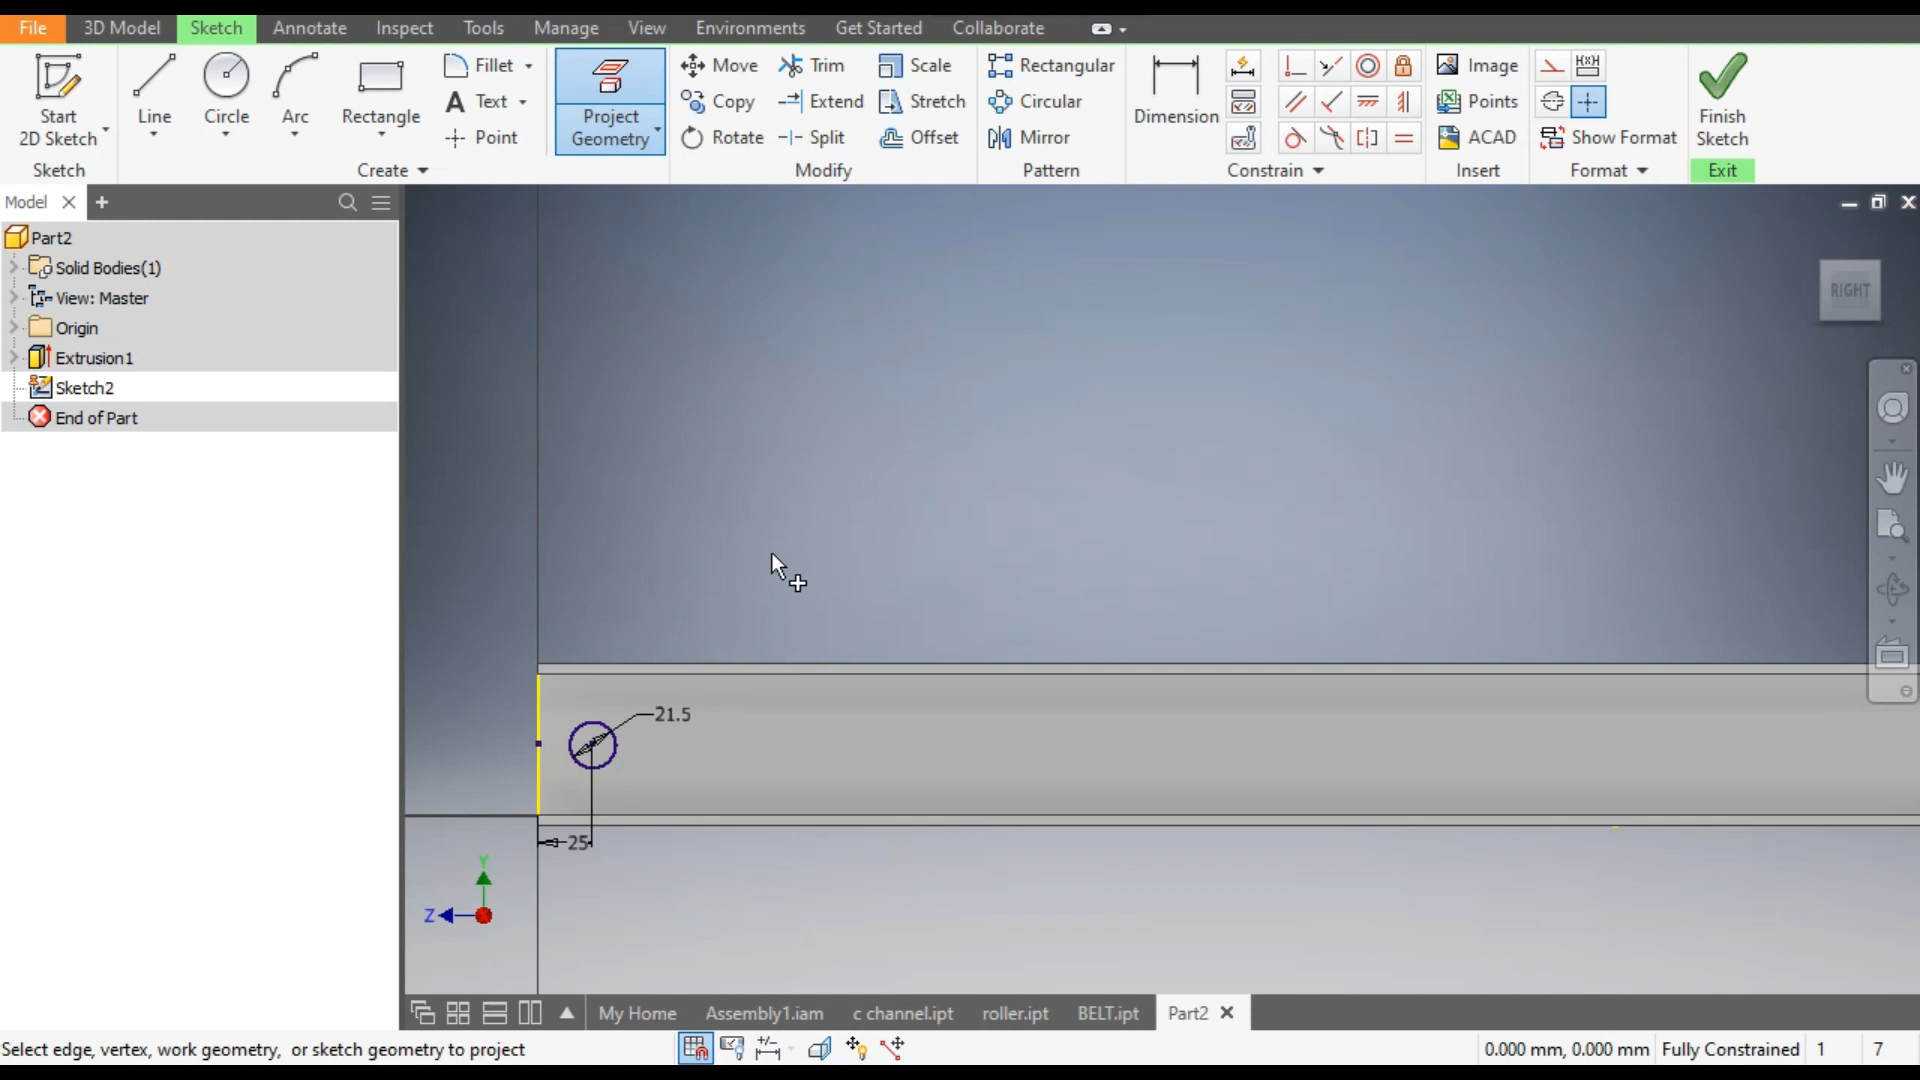 File 3D Model Sketch Annotate Inspect Tools Manage View Environments Get Started Collaborate
Start
2D Sketch
Line
Circle
Arc
Rectangle
Fillet
Text
Point
Project
Geometry
Move
Copy
Rotate
Trim
Extend
Split
Scale
Stretch
Offset
Rectangular
Circular
Mirror
Dimension
Image
Points
ACAD
Show Format
Finish
Sketch
Sketch Create Modify Pattern Constrain Insert Format Exit
Model
Part2
Solid Bodies(1)
View: Master
Origin
Extrusion1
Sketch2
End of Part
RIGHT
21.5
25
Y
Z
My Home Assembly1.iam c channel.ipt roller.ipt BELT.ipt Part2
Select edge, vertex, work geometry, or sketch geometry to project
0.000 mm, 0.000 mm Fully Constrained 1 7